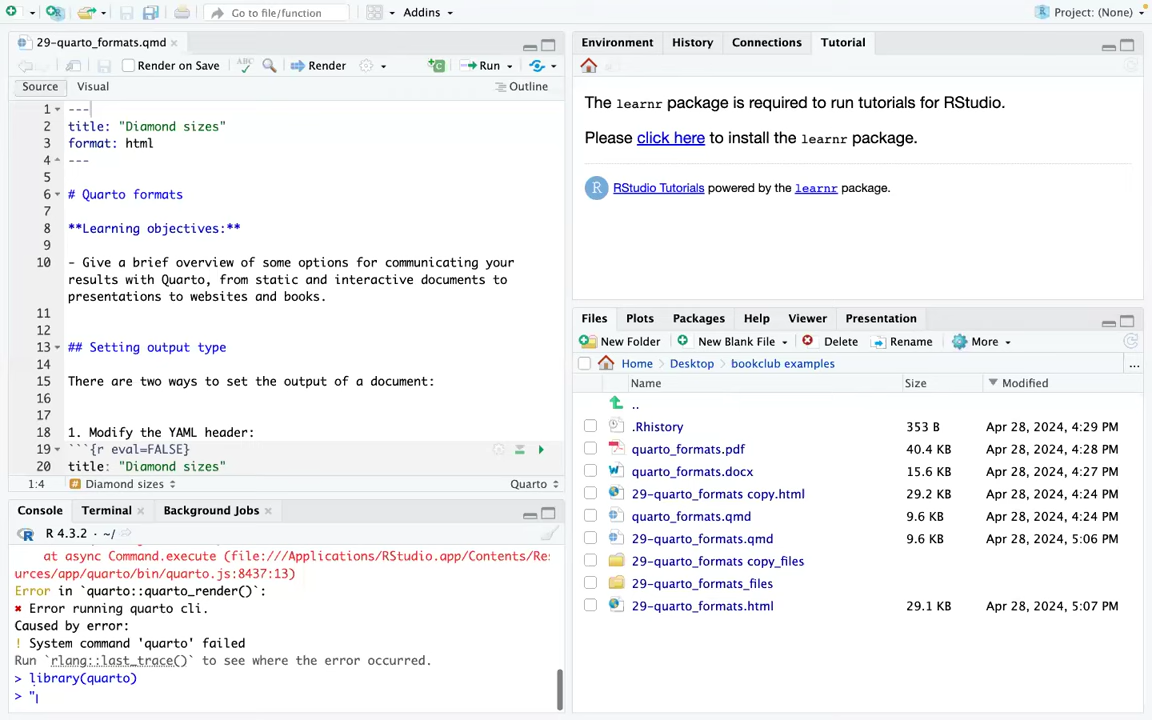 Go to file/function
Addins
Project: (None)
29-quarto_formats.qmd
Render on Save
ABC
Render
Run
Source
Visual
Outline
1 ---
2 title: "Diamond sizes"
3 format: html
4 ---
5
6 # Quarto formats
7
8 **Learning objectives:**
9
10 - Give a brief overview of some options for communicating your
results with Quarto, from static and interactive documents to
presentations to websites and books.
11
12
13 ## Setting output type
14
15 There are two ways to set the output of a document:
16
17
18 1. Modify the YAML header:
19 ```{r eval=FALSE}
20 title: "Diamond sizes"
1:4
Diamond sizes
Quarto
Console
Terminal
Background Jobs
R 4.3.2 · ~/
at async Command.execute (file:///Applications/RStudio.app/Contents/Res
ources/app/quarto/bin/quarto.js:8437:13)
Error in `quarto::quarto_render()`:
✖ Error running quarto cli.
Caused by error:
! System command 'quarto' failed
Run `rlang::last_trace()` to see where the error occurred.
> library(quarto)
> "
Environment
History
Connections
Tutorial
The learnr package is required to run tutorials for RStudio.
Please click here to install the learnr package.
R RStudio Tutorials powered by the learnr package.
Files
Plots
Packages
Help
Viewer
Presentation
New Folder
New Blank File
Delete
Rename
More
Home > Desktop > bookclub examples
...
Name Size Modified
..
.Rhistory 353 B Apr 28, 2024, 4:29 PM
quarto_formats.pdf 40.4 KB Apr 28, 2024, 4:28 PM
quarto_formats.docx 15.6 KB Apr 28, 2024, 4:27 PM
29-quarto_formats copy.html 29.2 KB Apr 28, 2024, 4:24 PM
quarto_formats.qmd 9.6 KB Apr 28, 2024, 4:24 PM
29-quarto_formats.qmd 9.6 KB Apr 28, 2024, 5:06 PM
29-quarto_formats copy_files
29-quarto_formats_files
29-quarto_formats.html 29.1 KB Apr 28, 2024, 5:07 PM